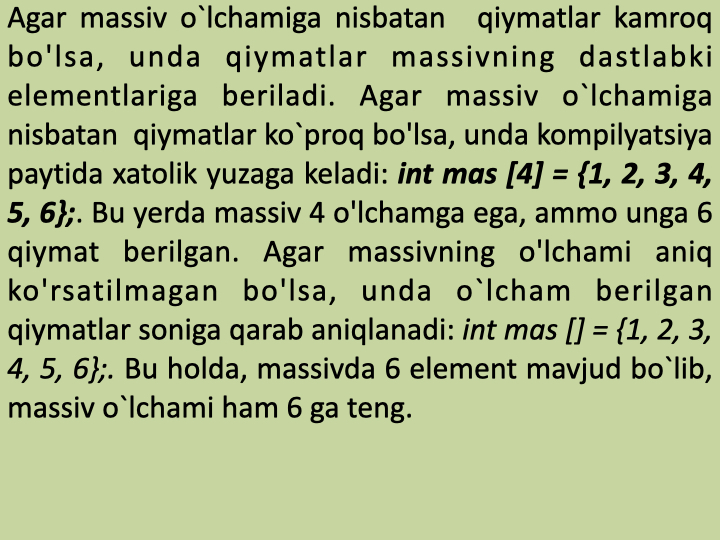 Agar massiv o`lchamiga nisbatan  qiymatlar kamroq
bo'lsa, unda qiymatlar massivning dastlabki
elementlariga beriladi. Agar massiv o`lchamiga
nisbatan  qiymatlar ko`proq bo'lsa, unda kompilyatsiya
paytida xatolik yuzaga keladi: int mas [4] = {1, 2, 3, 4,
5, 6};. Bu yerda massiv 4 o'lchamga ega, ammo unga 6
qiymat berilgan. Agar massivning o'lchami aniq
ko'rsatilmagan bo'lsa, unda o`lcham berilgan
qiymatlar soniga qarab aniqlanadi: int mas [] = {1, 2, 3,
4, 5, 6};. Bu holda, massivda 6 element mavjud bo`lib,
massiv o`lchami ham 6 ga teng.